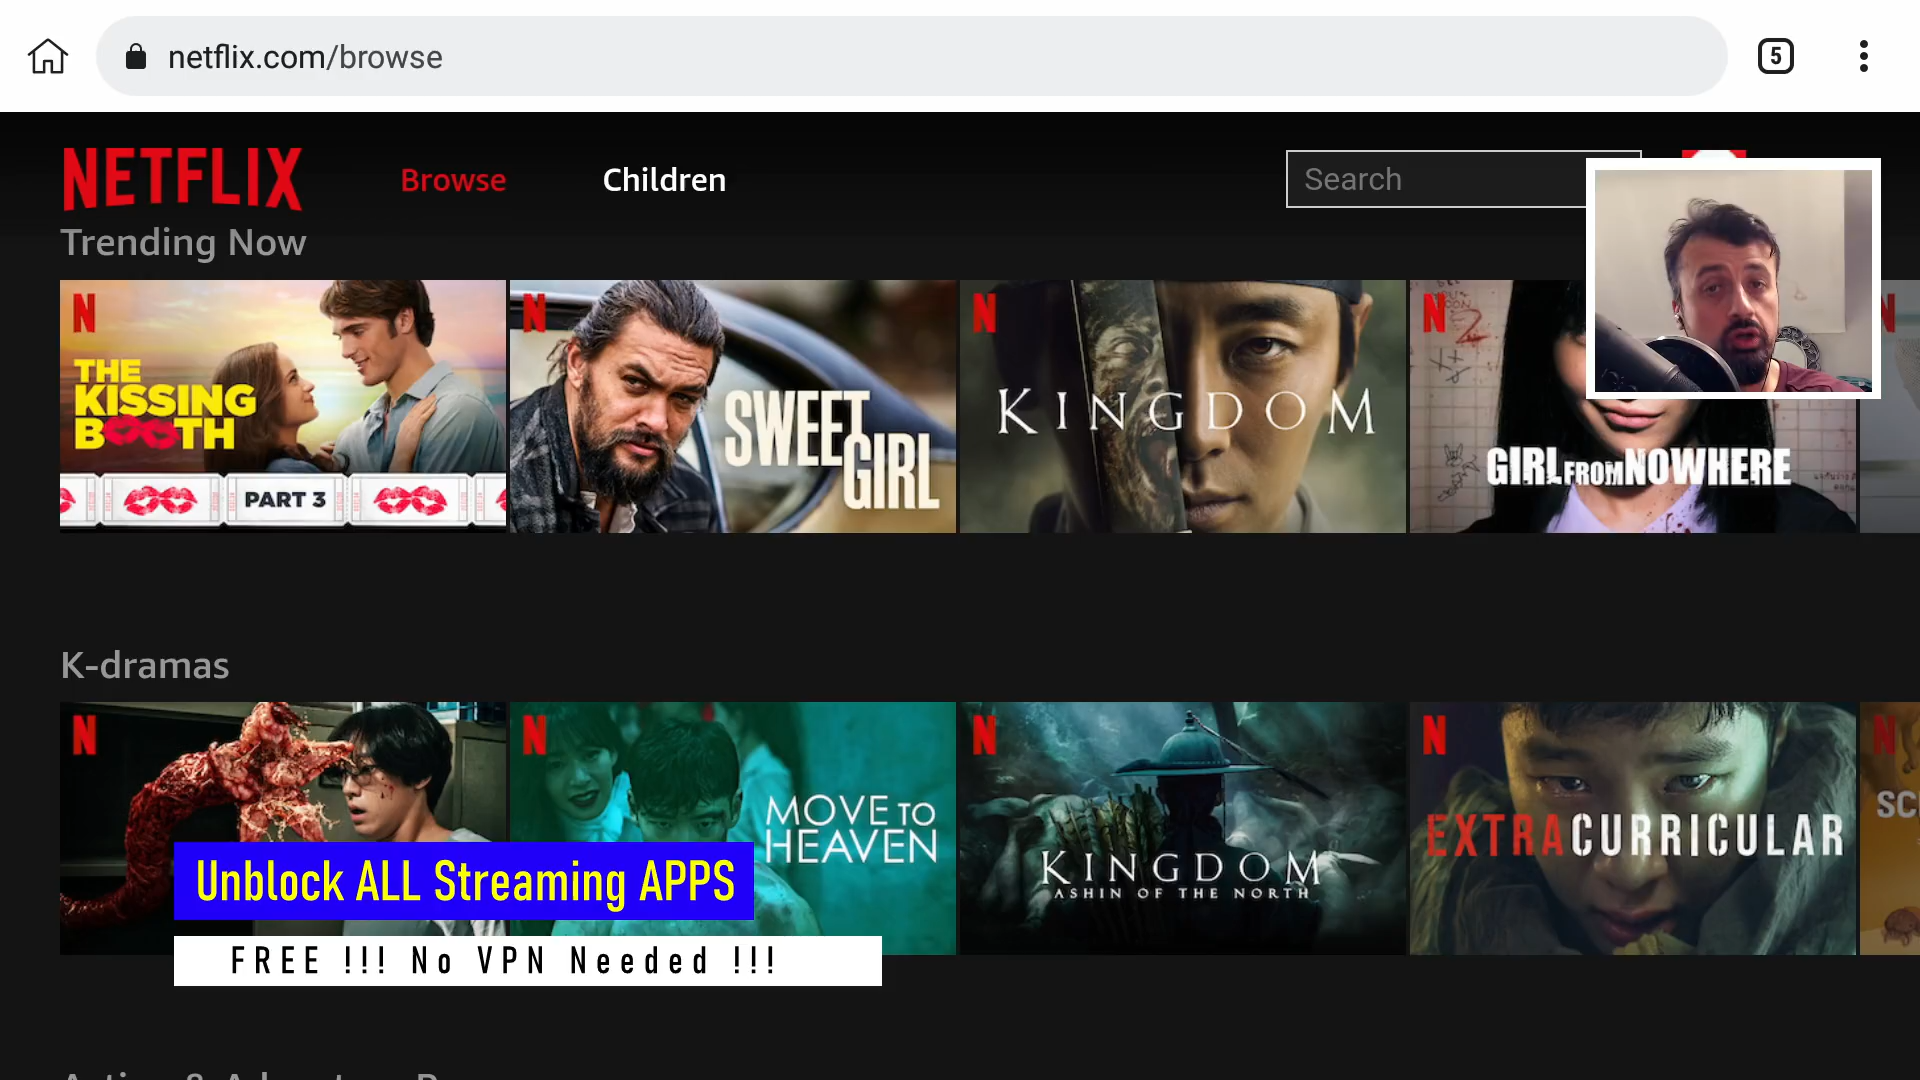 netflix.com/browse
5
NETFLIX
Browse
Children
Search
Trending Now
N
THE
KISSING
BOOTH
PART 3
N
SWEET
GIRL
N
KINGDOM
N
2
GIRL FROM NOWHERE
N
K-dramas
N
N
MOVE TO
HEAVEN
N
KINGDOM
ASHIN OF THE NORTH
N
EXTRACURRICULAR
N
SC
Unblock ALL Streaming APPS
FREE !!! No VPN Needed !!!